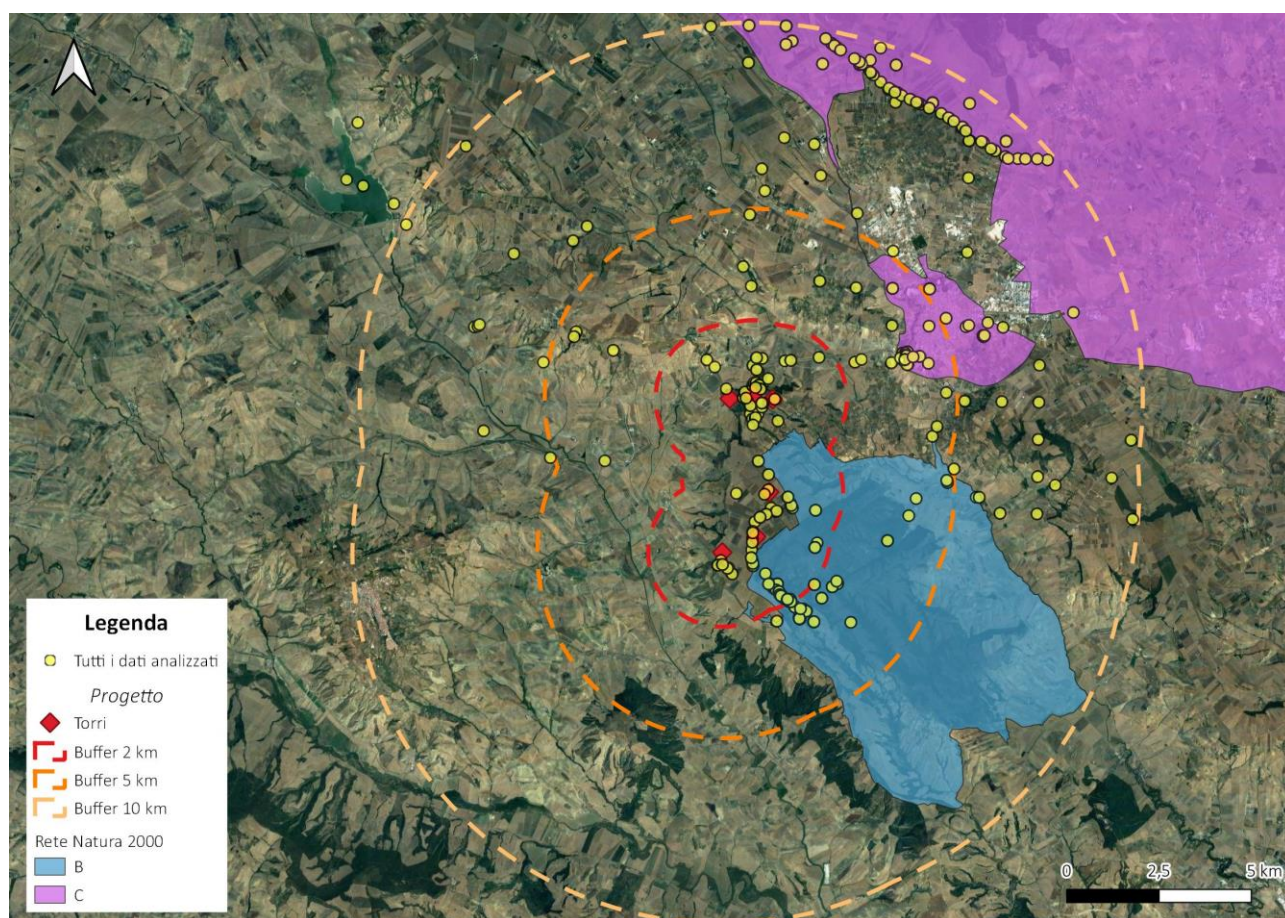 Legenda
Tutti i dati analizzati
Progetto
Torri
Buffer 2 km
Buffer 5 km
Buffer 10 km
Rete Natura 2000
B
C
0 2,5 5 km